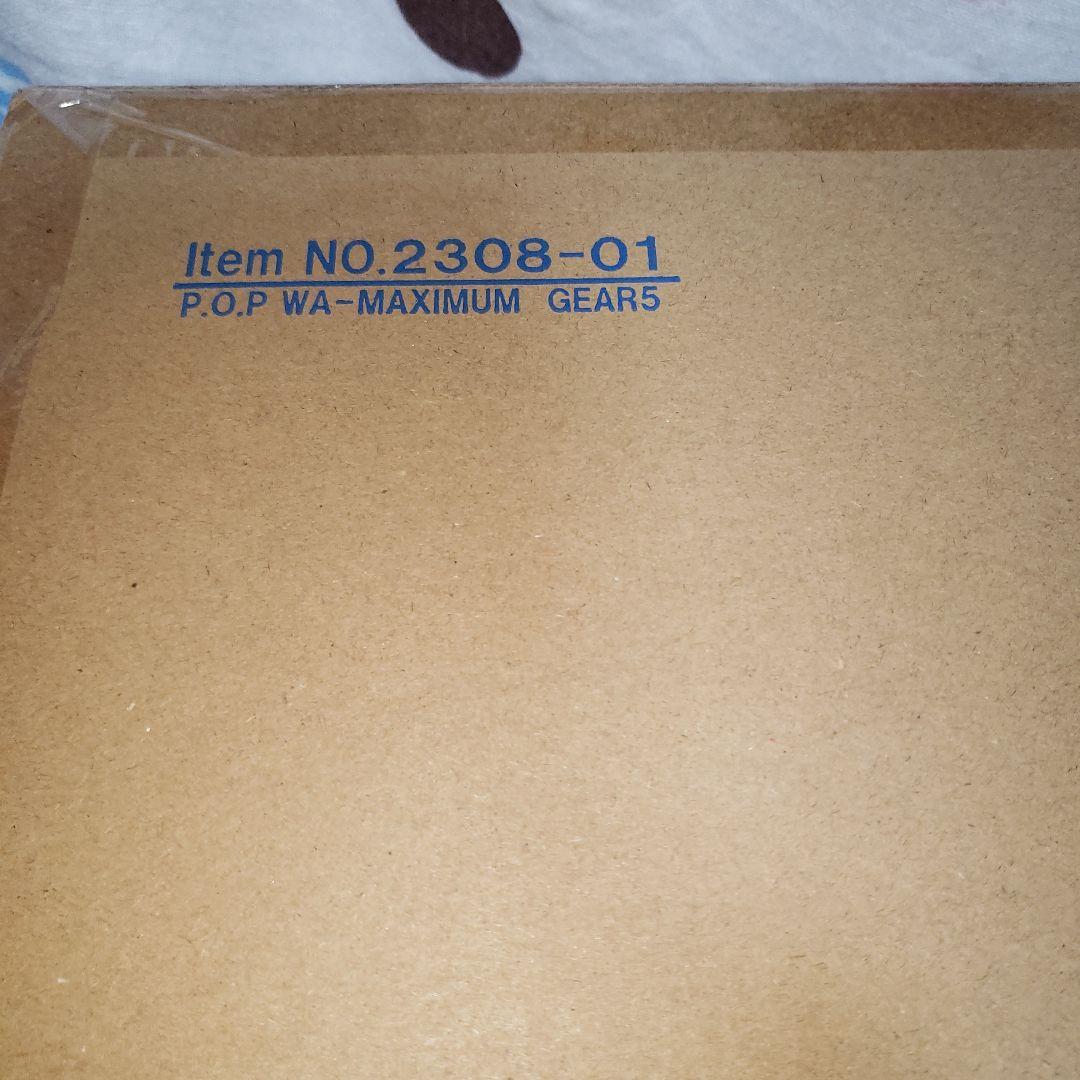 Item NO.2308-01
P.O.P WA-MAXIMUM GEAR5